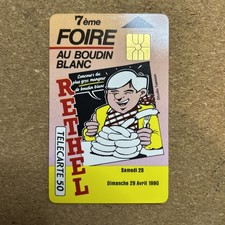 7ème
FOIRE
AU BOUDIN
BLANC
Concours du
plus gros mangeur
de boudin blanc
RETHEL
TELECARTE 50
Samedi 28
Dimanche 29 Avril 1990